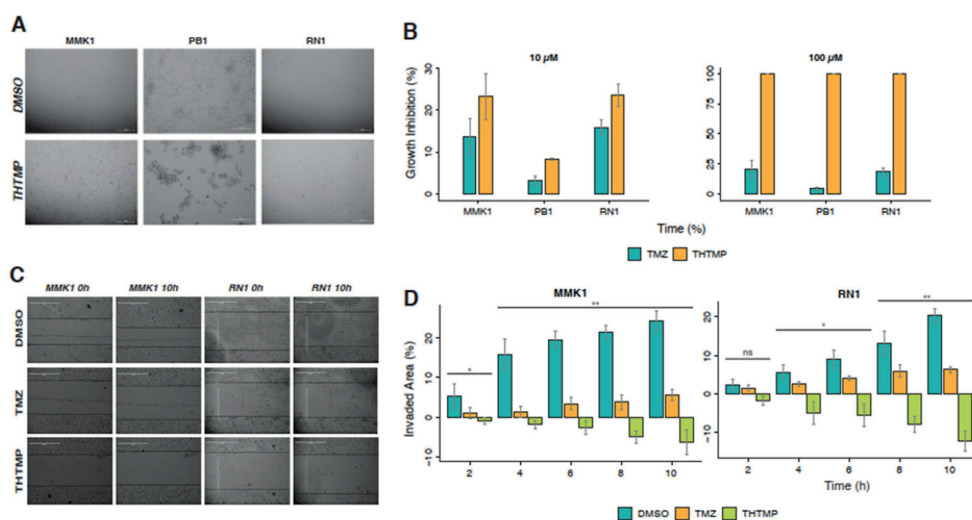 A
MMK1 PB1 RN1
DMSO
THTMP
B
10 µM
100 µM
Growth Inhibition (%)
30
20
10
0
100
75
50
25
0
MMK1 PB1 RN1
MMK1 PB1 RN1
Time (%)
TMZ THTMP
C
MMK1 0h MMK1 10h RN1 0h RN1 10h
DMSO
TMZ
THTMP
D
MMK1
RN1
Invaded Area (%)
30
20
10
0
-10
* **
2 4 6 8 10
20
10
0
-10
ns * **
2 4 6 8 10
Time (h)
DMSO TMZ THTMP